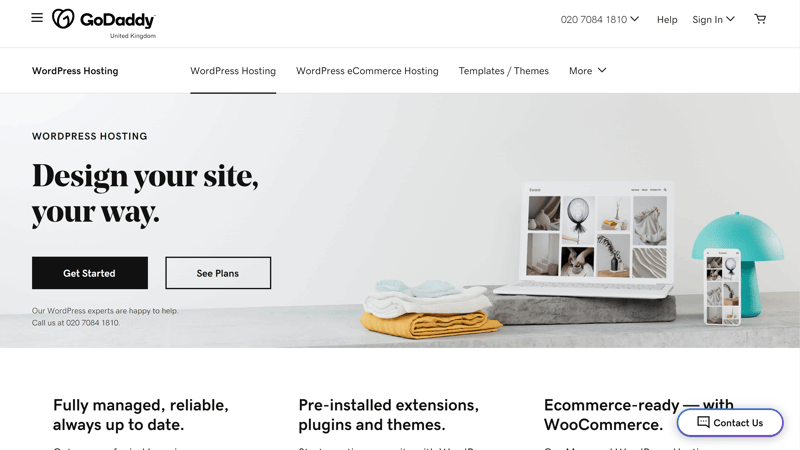 GoDaddy
United Kingdom
020 7084 1810
Help
Sign In
WordPress Hosting
WordPress Hosting
WordPress eCommerce Hosting
Templates / Themes
More
WORDPRESS HOSTING
Design your site,
your way.
Get Started
See Plans
Our WordPress experts are happy to help.
Call us at 020 7084 1810.
Fully managed, reliable,
always up to date.
Pre-installed extensions,
plugins and themes.
Ecommerce-ready — with
WooCommerce.
Contact Us